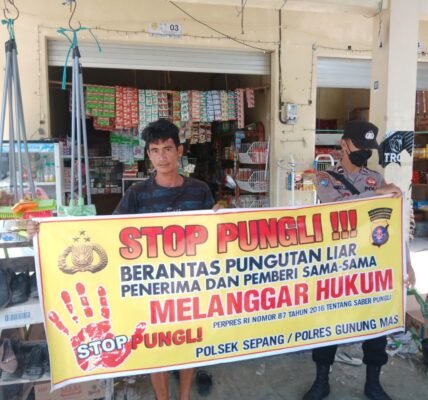 03
STOP PUNGLI !!!
BERANTAS PUNGUTAN LIAR
PENERIMA DAN PEMBERI SAMA-SAMA
MELANGGAR HUKUM
PERPRES RI NOMOR 87 TAHUN 2016 TENTANG SABER PUNGLI
STOP PUNGLI!
POLSEK SEPANG / POLRES GUNUNG MAS